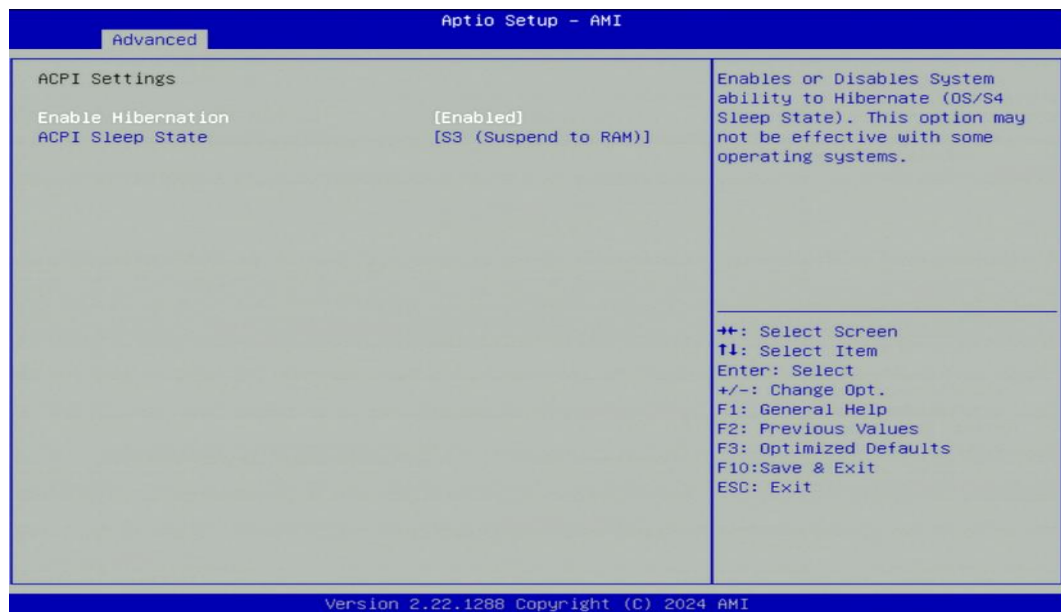 Aptio Setup - AMI
Advanced
ACPI Settings
Enable Hibernation [Enabled]
ACPI Sleep State [S3 (Suspend to RAM)]
Enables or Disables System
ability to Hibernate (OS/S4
Sleep State). This option may
not be effective with some
operating systems.
→←: Select Screen
↑↓: Select Item
Enter: Select
+/-: Change Opt.
F1: General Help
F2: Previous Values
F3: Optimized Defaults
F10:Save & Exit
ESC: Exit
Version 2.22.1288 Copyright (C) 2024 AMI